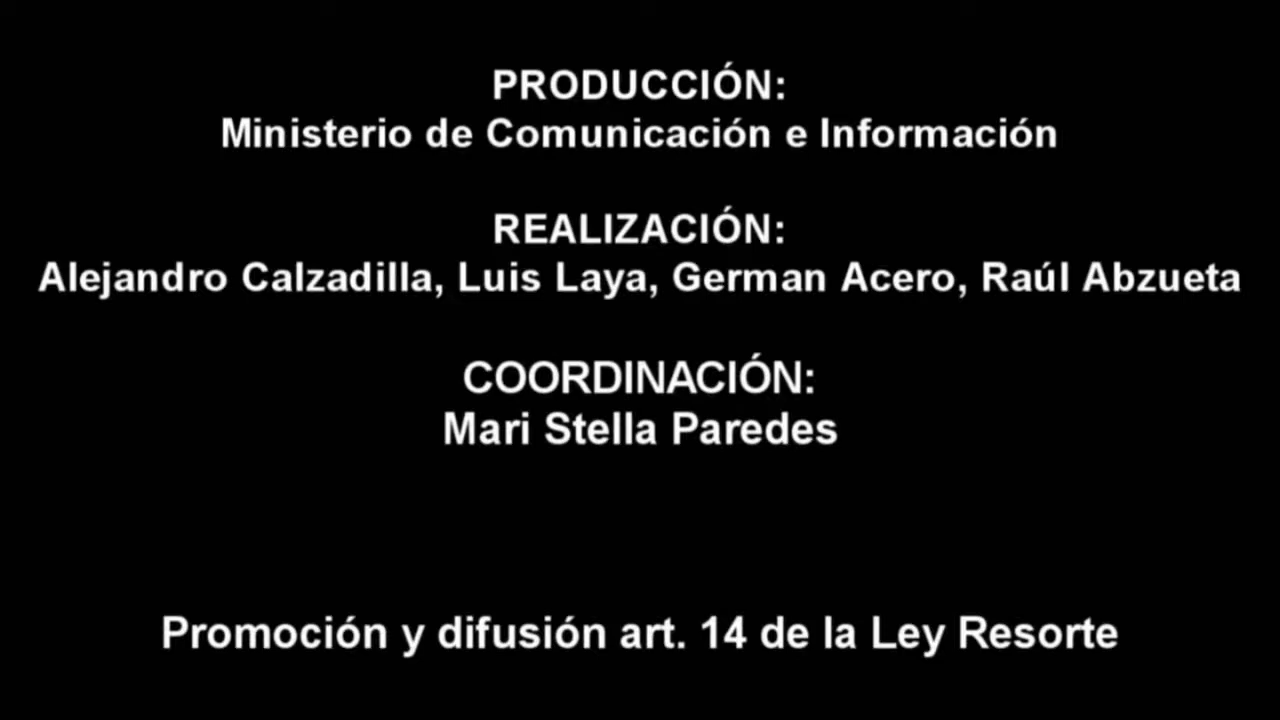 PRODUCCIÓN:
Ministerio de Comunicación e Información
REALIZACIÓN:
Alejandro Calzadilla, Luis Laya, German Acero, Raúl Abzueta
COORDINACIÓN:
Mari Stella Paredes
Promoción y difusión art. 14 de la Ley Resorte